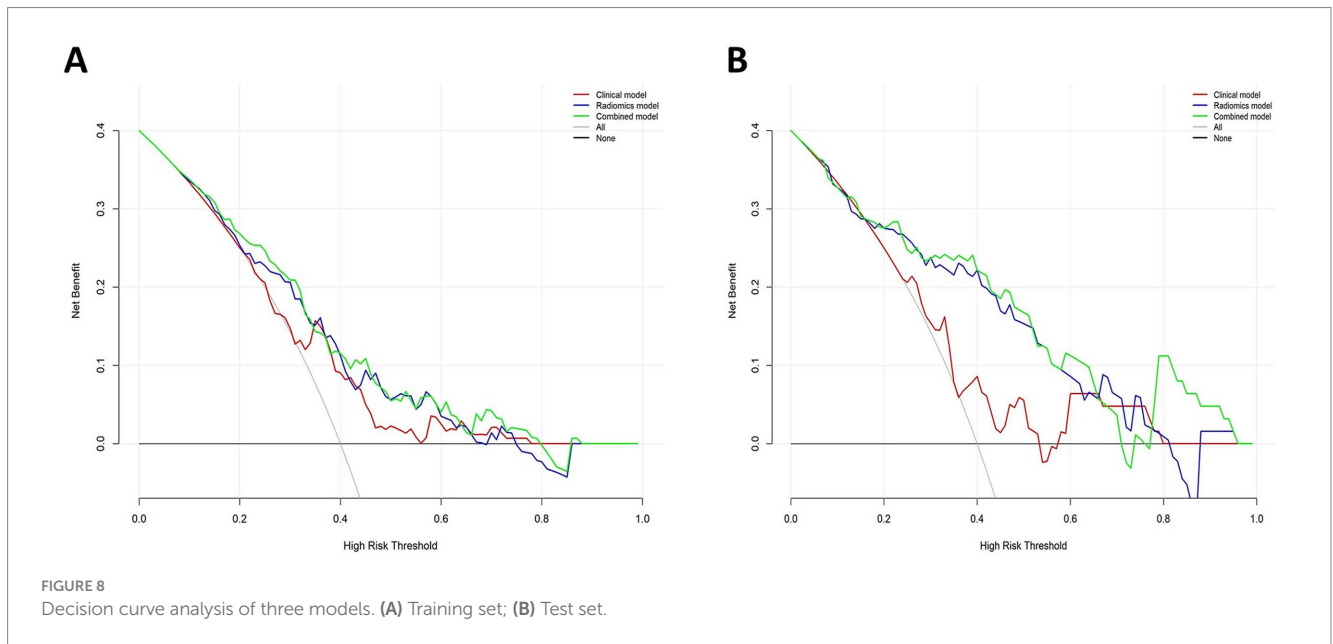 A
Clinical model
Radiomics model
Combined model
All
None
0.4
0.3
0.2
0.1
0.0
Net Benefit
0.0 0.2 0.4 0.6 0.8 1.0
High Risk Threshold
B
Clinical model
Radiomics model
Combined model
All
None
0.4
0.3
0.2
0.1
0.0
Net Benefit
0.0 0.2 0.4 0.6 0.8 1.0
High Risk Threshold
FIGURE 8
Decision curve analysis of three models. (A) Training set; (B) Test set.